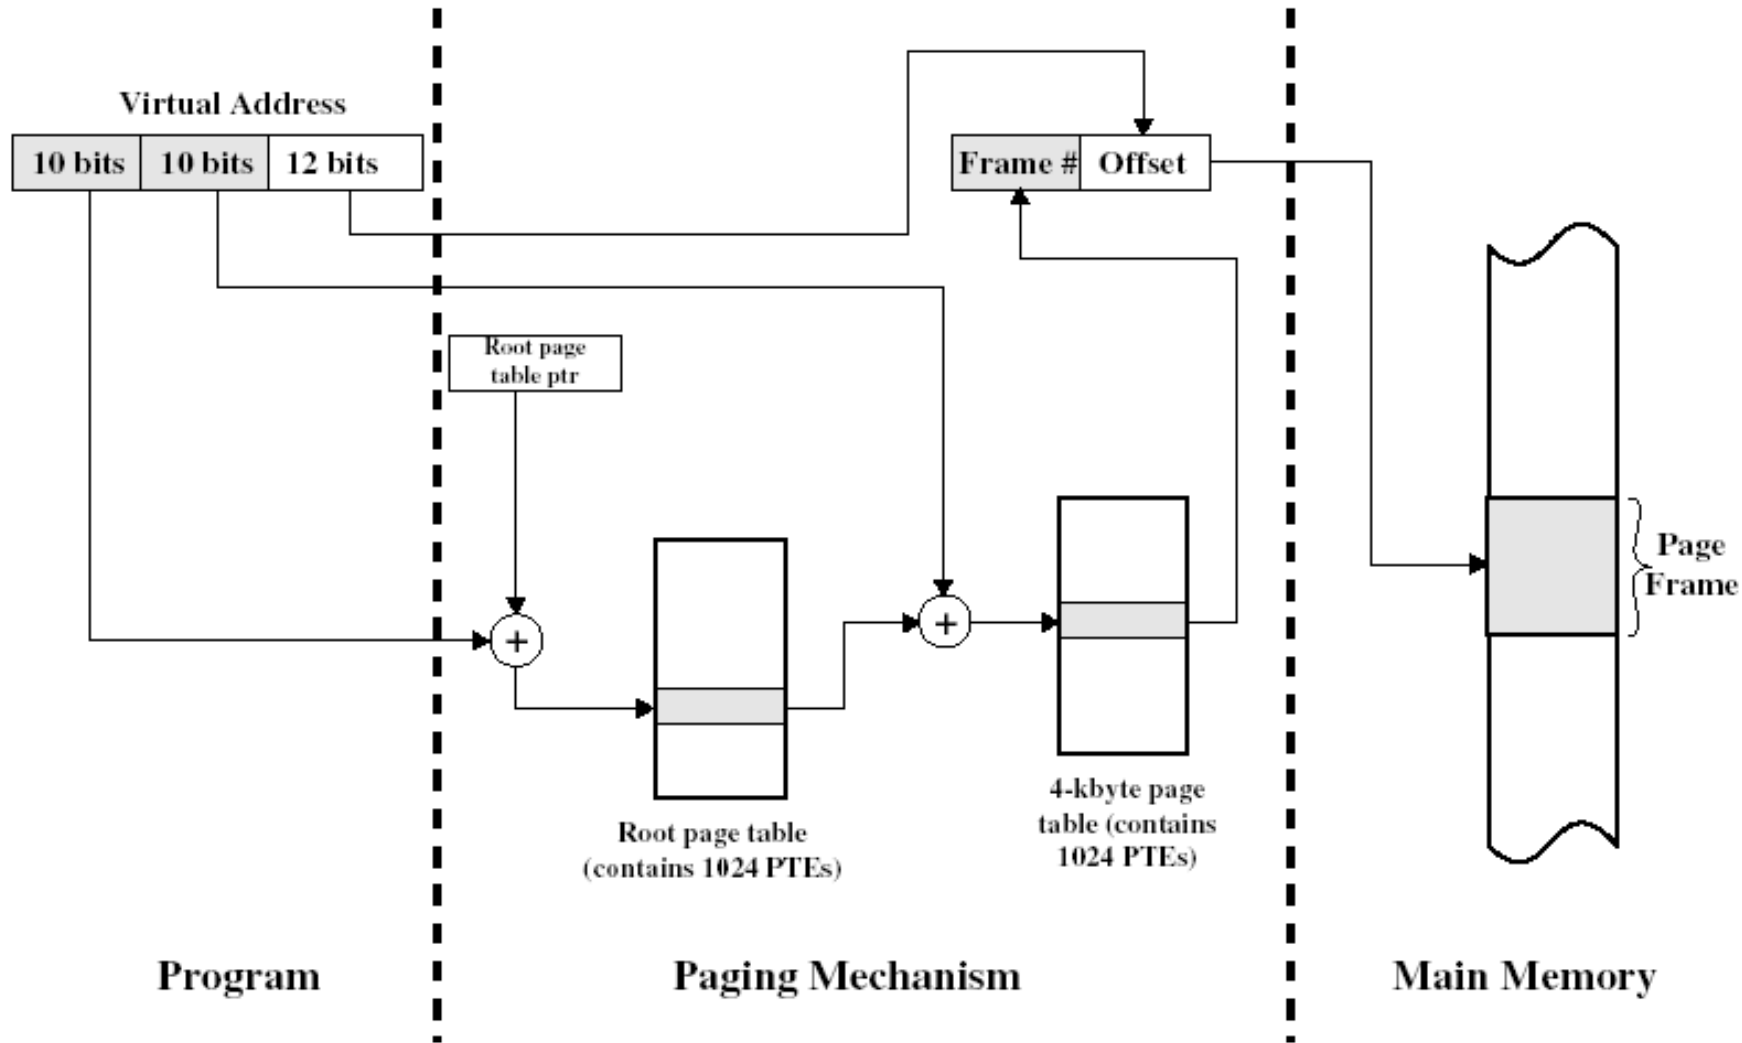 Virtual Address
10 bits
10 bits
12 bits
Frame #
Offset
Root page
table ptr
+
+
Page
Frame
4-kbyte page
table (contains
1024 PTEs)
Root page table
(contains 1024 PTEs)
Program
Paging Mechanism
Main Memory